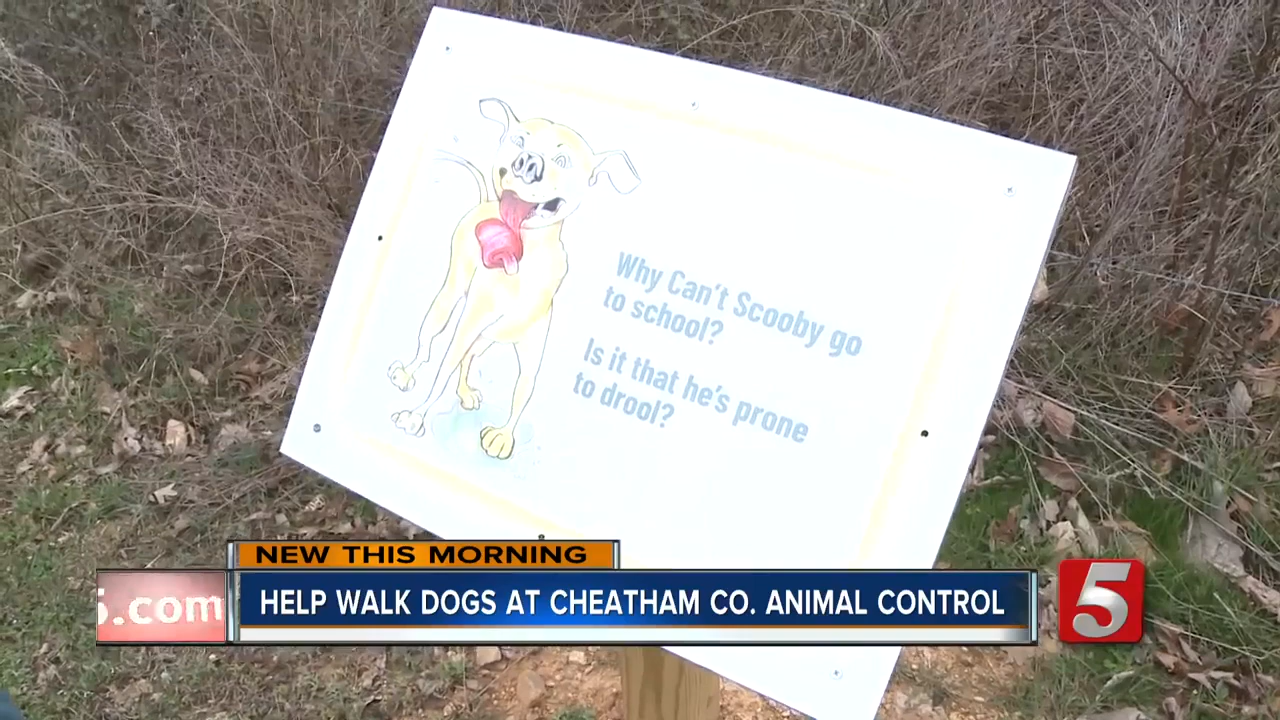 Why Can't Scooby go
to school?
Is it that he's prone
to drool?
NEW THIS MORNING
5.com
HELP WALK DOGS AT CHEATHAM CO. ANIMAL CONTROL
5